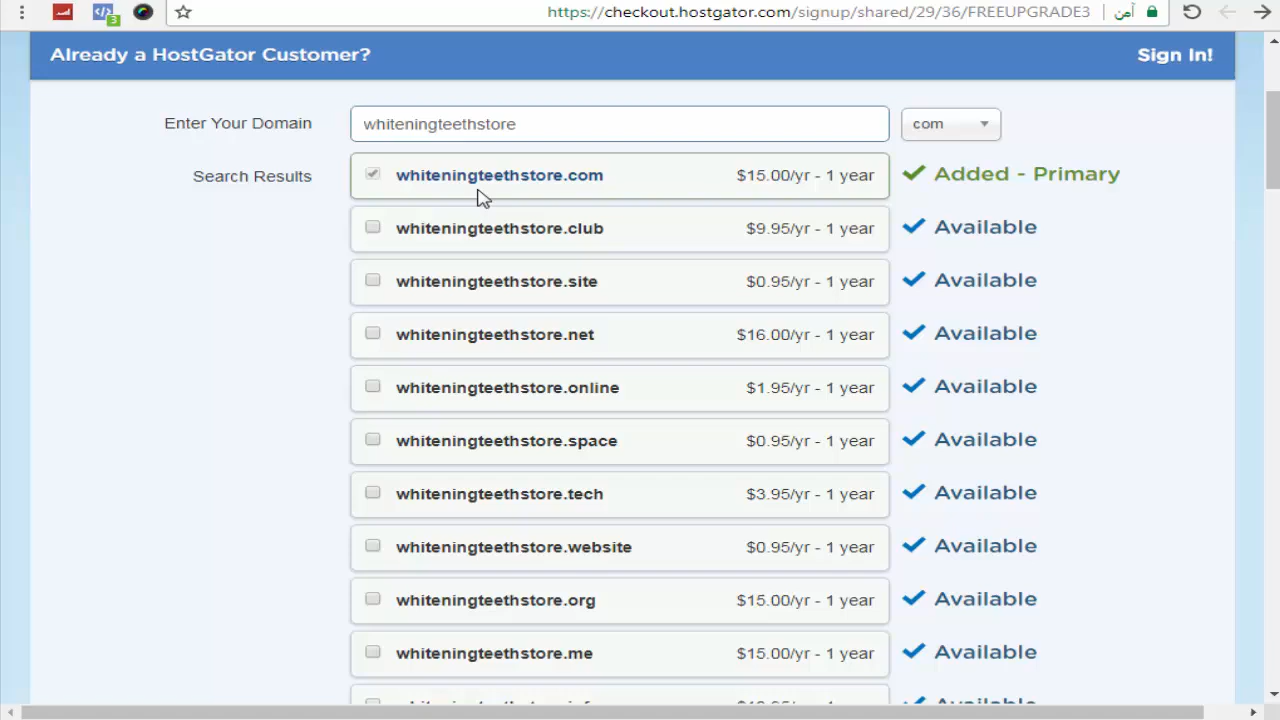 3
https://checkout.hostgator.com/signup/shared/29/36/FREEUPGRADE3 آمن
Already a HostGator Customer? Sign In!
Enter Your Domain whiteningteethstore com
Search Results whiteningteethstore.com $15.00/yr - 1 year Added - Primary
whiteningteethstore.club $9.95/yr - 1 year Available
whiteningteethstore.site $0.95/yr - 1 year Available
whiteningteethstore.net $16.00/yr - 1 year Available
whiteningteethstore.online $1.95/yr - 1 year Available
whiteningteethstore.space $0.95/yr - 1 year Available
whiteningteethstore.tech $3.95/yr - 1 year Available
whiteningteethstore.website $0.95/yr - 1 year Available
whiteningteethstore.org $15.00/yr - 1 year Available
whiteningteethstore.me $15.00/yr - 1 year Available